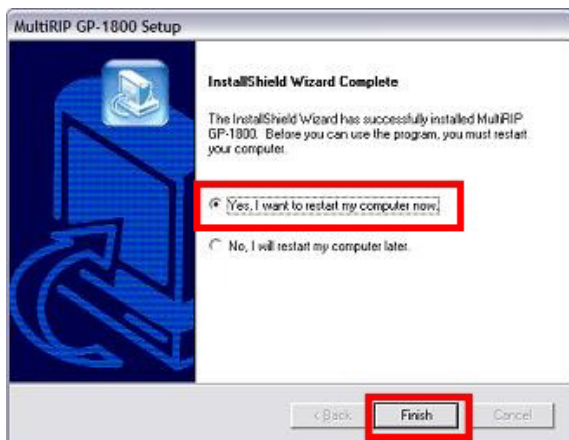 MultiRIP GP-1800 Setup
InstallShield Wizard Complete
The InstallShield Wizard has successfully installed MultiRIP
GP-1800. Before you can use the program, you must restart
your computer.
Yes, I want to restart my computer now.
No, I will restart my computer later.
< Back
Finish
Cancel